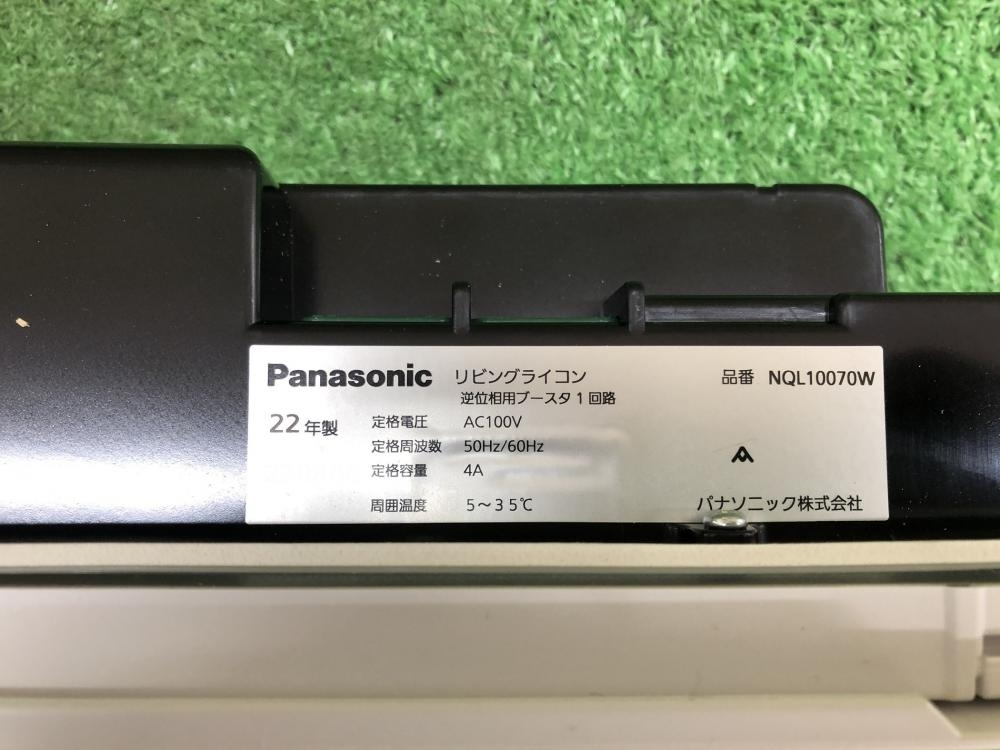 Panasonic リビングライコン 品番 NQL10070W
逆位相用ブースタ 1 回路
22年製
定格電圧 AC100V
定格周波数 50Hz/60Hz
定格容量 4A
周囲温度 5～35℃
パナソニック株式会社